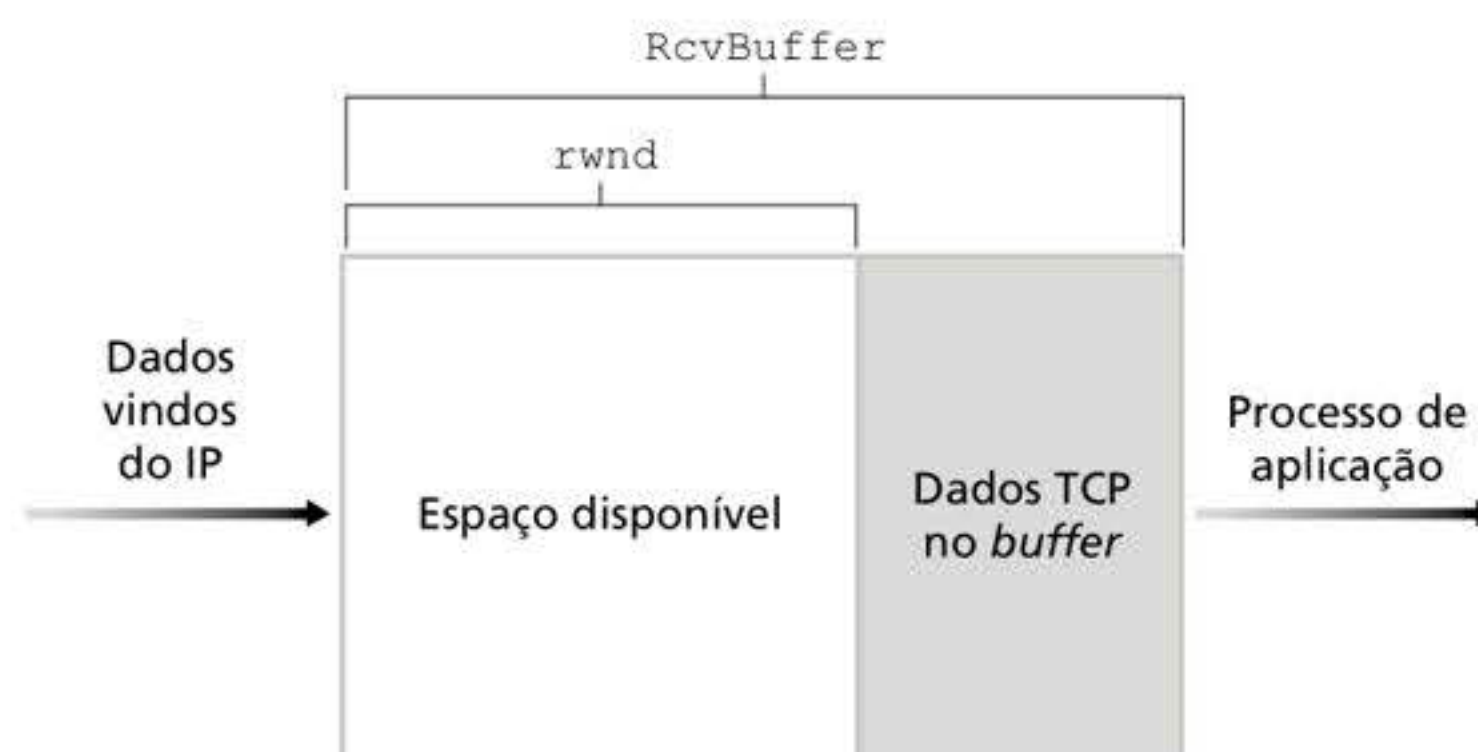 RcvBuffer
rwnd
Dados
vindos
do IP
Espaço disponível
Dados TCP
no buffer
Processo de
aplicação